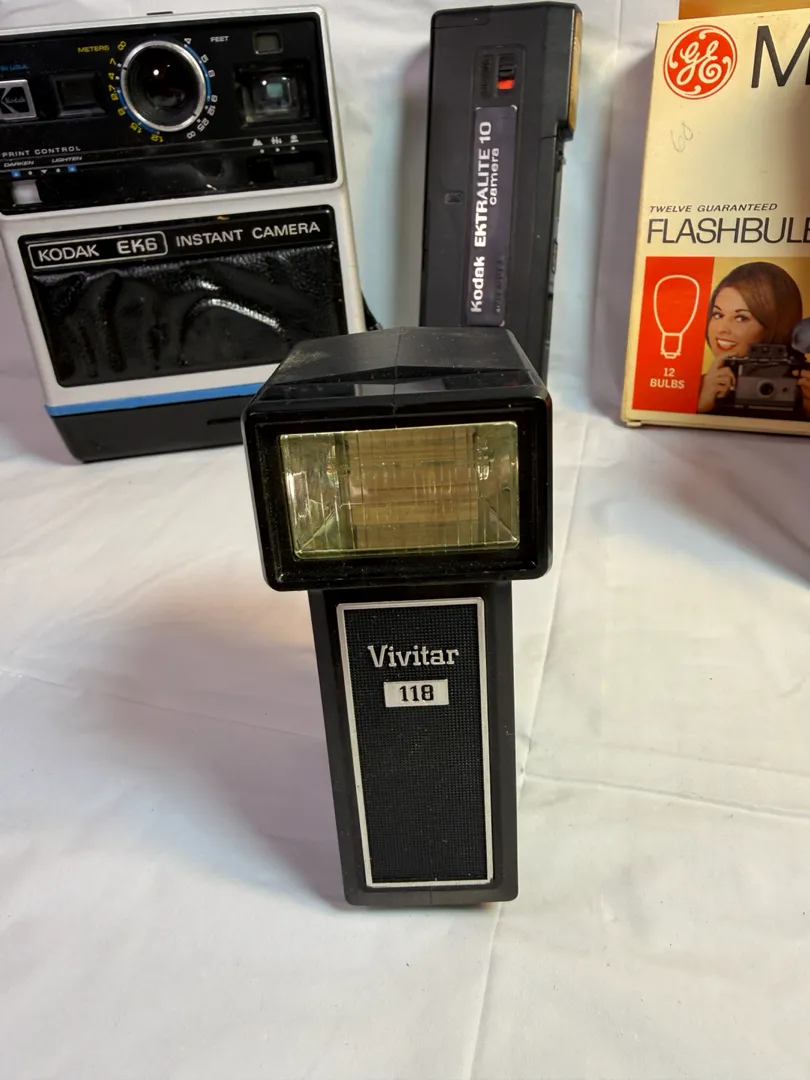 METERS
FEET
PRINT CONTROL
DARKEN LIGHTEN
KODAK EK6 INSTANT CAMERA
Kodak EKTRALITE 10
camera
GE
M
60
TWELVE GUARANTEED
FLASHBULB
12
BULBS
Vivitar
118